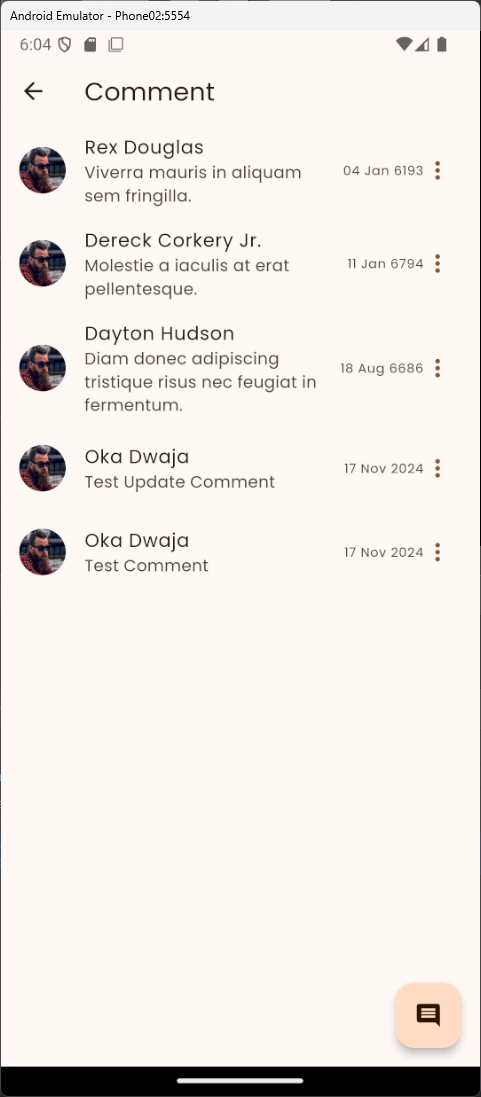 Android Emulator - Phone02:5554
6:04
Comment
Rex Douglas
Viverra mauris in aliquam
sem fringilla.
04 Jan 6193
Dereck Corkery Jr.
Molestie a iaculis at erat
pellentesque.
11 Jan 6794
Dayton Hudson
Diam donec adipiscing
tristique risus nec feugiat in
fermentum.
18 Aug 6686
Oka Dwaja
Test Update Comment
17 Nov 2024
Oka Dwaja
Test Comment
17 Nov 2024